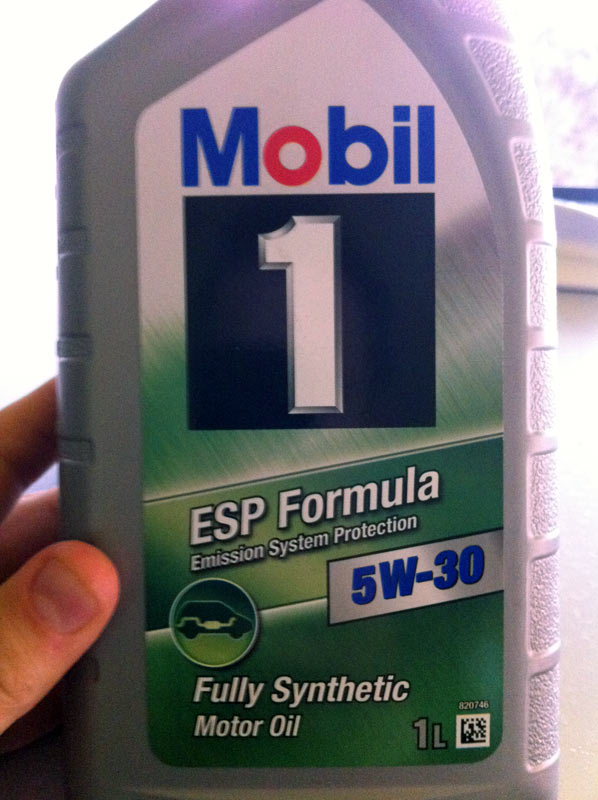 Mobil
1
ESP Formula
Emission System Protection
5W-30
Fully Synthetic
Motor Oil
820746
1L